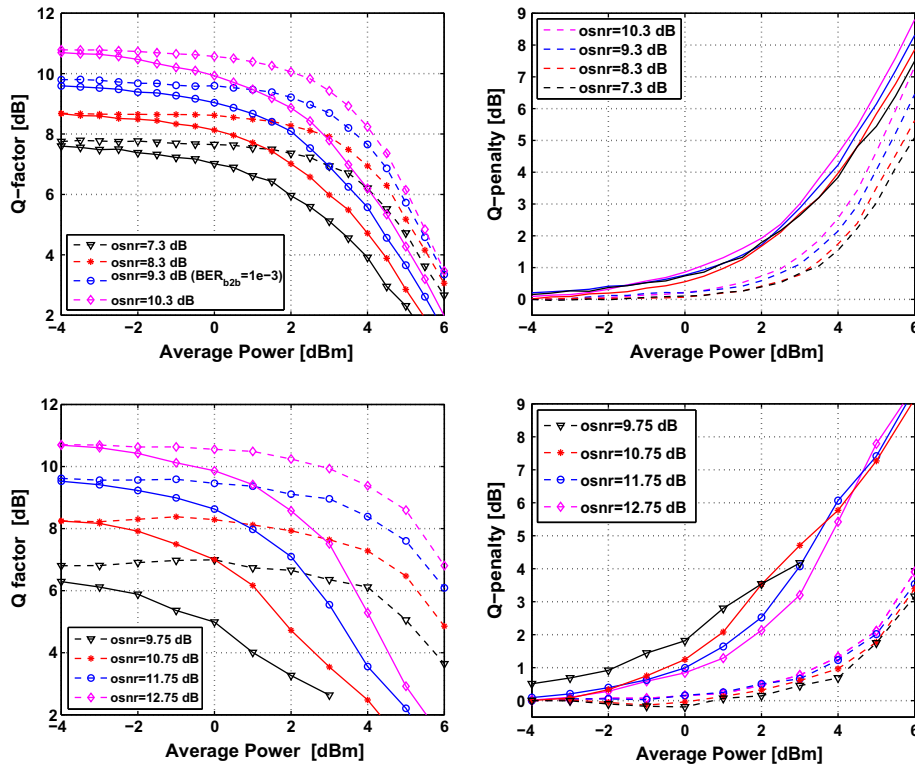 12
10
8
6
4
2
Q-factor [dB]
osnr=7.3 dB
osnr=8.3 dB
osnr=9.3 dB (BER_b2b=1e-3)
osnr=10.3 dB
-4 -2 0 2 4 6
Average Power [dBm]
9
8
7
6
5
4
3
2
1
0
Q-penalty [dB]
osnr=10.3 dB
osnr=9.3 dB
osnr=8.3 dB
osnr=7.3 dB
-4 -2 0 2 4 6
Average Power [dBm]
12
10
8
6
4
2
Q factor [dB]
osnr=9.75 dB
osnr=10.75 dB
osnr=11.75 dB
osnr=12.75 dB
-4 -2 0 2 4 6
Average Power [dBm]
9
8
7
6
5
4
3
2
1
0
Q-penalty [dB]
osnr=9.75 dB
osnr=10.75 dB
osnr=11.75 dB
osnr=12.75 dB
-4 -2 0 2 4 6
Average Power [dBm]